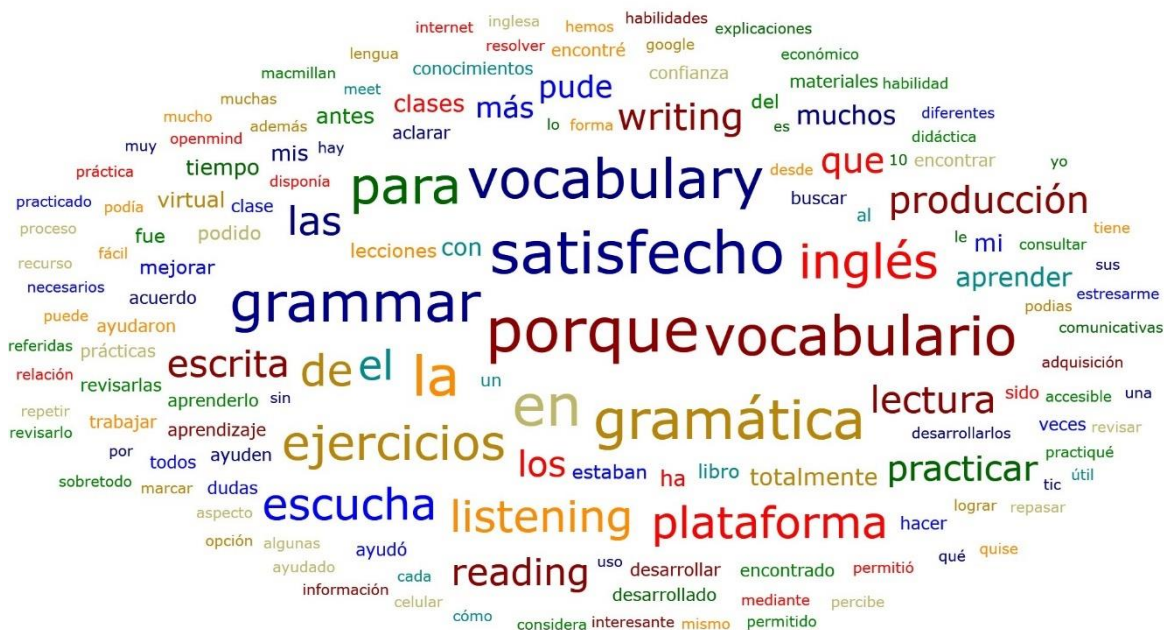 internet inglesa hemos habilidades explicaciones
lengua resolver encontré google económico
macmillan conocimientos confianza materiales habilidad
muchas meet clases más pude writing del muchos diferentes
mucho además antes aclarar lo forma es didáctica
muy openmind mis hay desde que 10 encontrar yo
práctica tiempo disponía para vocabulary buscar producción
practicado podía virtual clase las al tiene
proceso fácil fue podido lecciones con satisfecho inglés le mi consultar sus
recurso mejorar aprender
necesarios acuerdo grammar podias estresarme
puede ayudaron porque vocabulario comunicativas
referidas prácticas escrita de el la un adquisición
relación revisarlas en gramática lectura sido accesible una
repetir aprenderlo sin
revisarlo trabajar aprendizaje ejercicios desarrollarlos veces revisar
por todos ayuden los estaban ha libro totalmente practicar practiqué
sobretodo marcar dudas escucha listening plataforma tic útil
aspecto hacer lograr repasar
opción algunas ayudó reading uso desarrollar encontrado permitió qué quise
ayudado cada
información celular desarrollado mediante percibe
cómo considera interesante mismo permitido